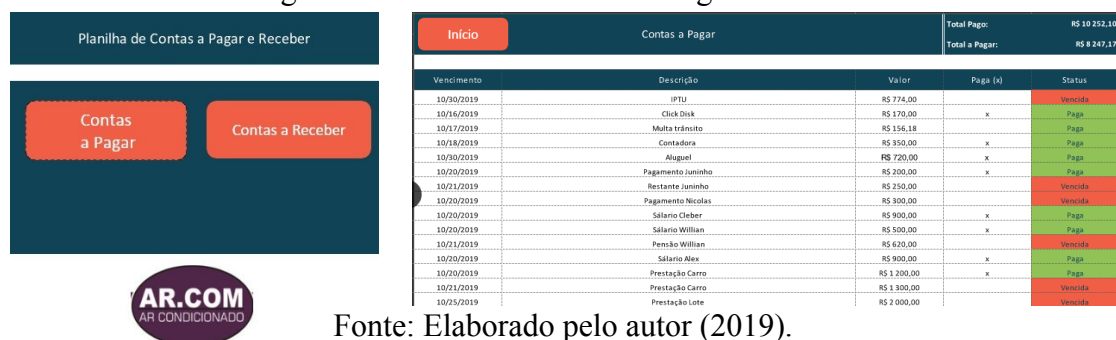 Planilha de Contas a Pagar e Receber
Contas
a Pagar
Contas a Receber
AR.COM
AR CONDICIONADO
Início
Contas a Pagar
Total Pago: R$ 10 252,10
Total a Pagar: R$ 8 247,17
Vencimento Descrição Valor Paga (x) Status
10/30/2019 IPTU R$ 774,00 Vencida
10/16/2019 Click Disk R$ 170,00 x Paga
10/17/2019 Multa trânsito R$ 156,18 Paga
10/18/2019 Contadora R$ 350,00 x Paga
10/30/2019 Aluguel R$ 720,00 x Paga
10/20/2019 Pagamento Juninho R$ 200,00 x Paga
10/21/2019 Restante Juninho R$ 250,00 Vencida
10/20/2019 Pagamento Nicolas R$ 300,00 Vencida
10/20/2019 Sálario Cleber R$ 900,00 x Paga
10/20/2019 Sálario Willian R$ 500,00 x Paga
10/21/2019 Pensão Willian R$ 620,00 Vencida
10/20/2019 Sálario Alex R$ 900,00 x Paga
10/20/2019 Prestação Carro R$ 1 200,00 x Paga
10/21/2019 Prestação Carro R$ 1 300,00 Vencida
10/25/2019 Prestação Lote R$ 2 000,00 Vencida
Fonte: Elaborado pelo autor (2019).